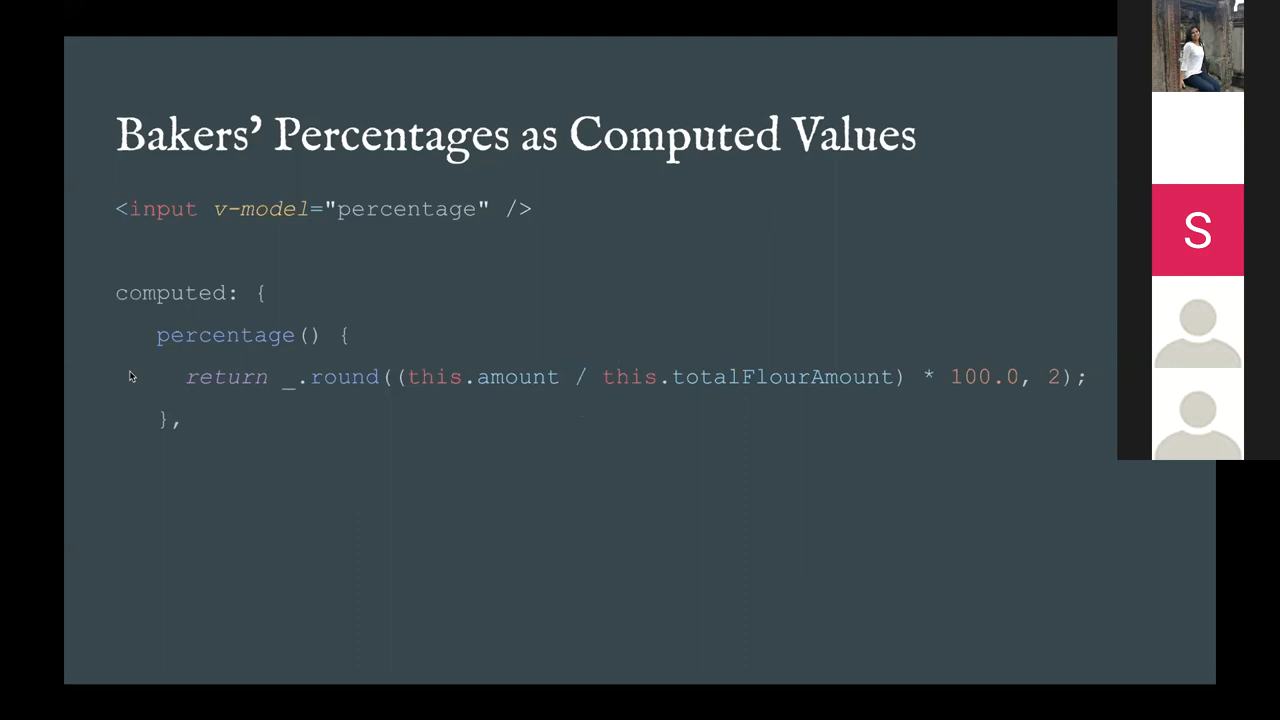 Bakers’ Percentages as Computed Values
<input v-model="percentage" />
computed: {
percentage() {
return _.round((this.amount / this.totalFlourAmount) * 100.0, 2);
},
S